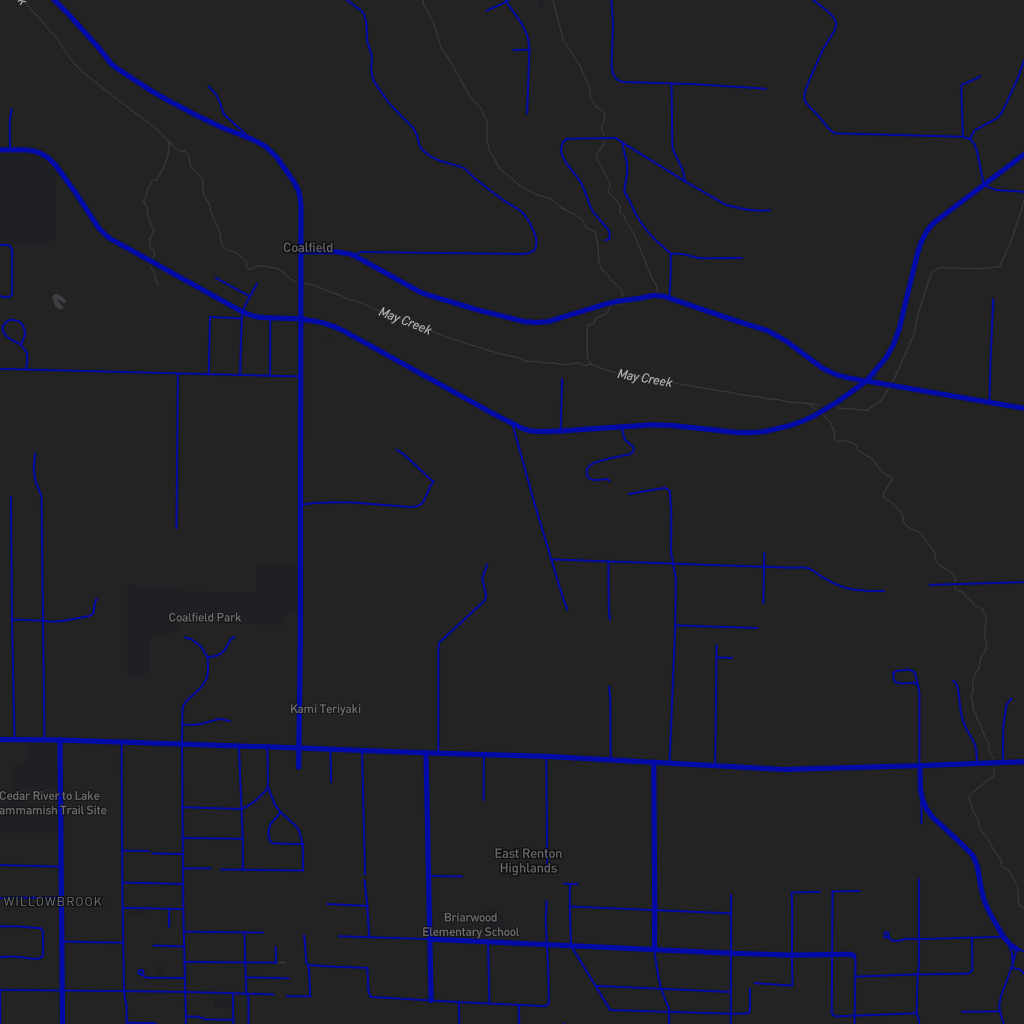 Coalfield
May Creek
May Creek
Coalfield Park
Kami Teriyaki
Cedar River to Lake
ammamish Trail Site
East Renton
Highlands
WILLOWBROOK
Briarwood
Elementary School